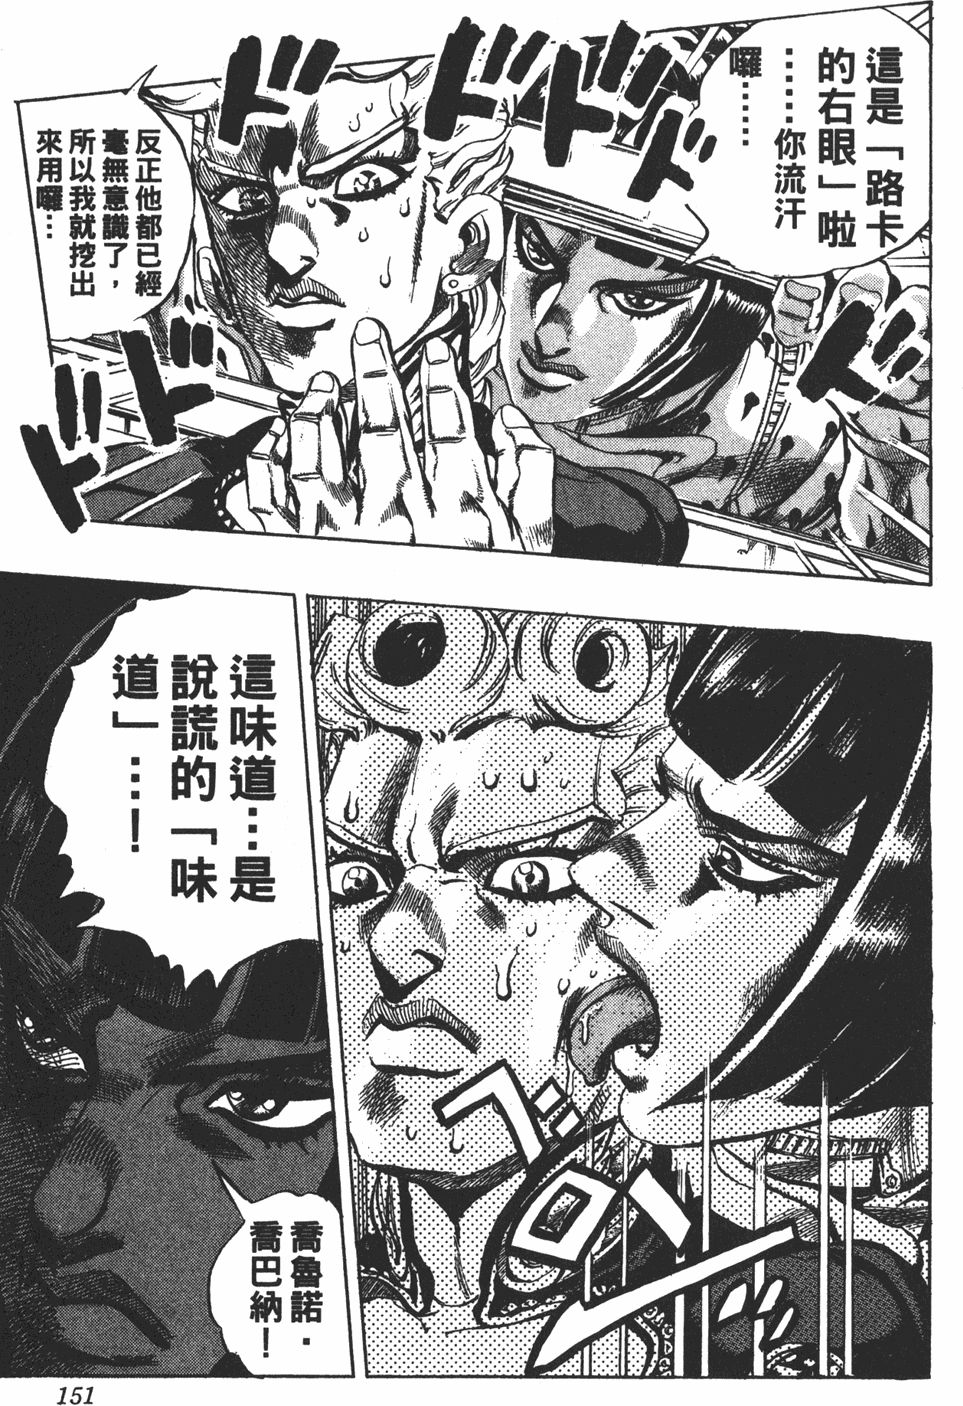 這是「路卡
的右眼」啦
……你流汗
囉……
反正他都已經
毫無意識了，
所以我就挖出
來用囉…
ドドドド
ドドド
這味道…是
說謊的「味
道」…！
ベロンッ
喬魯諾・
喬巴納！
151